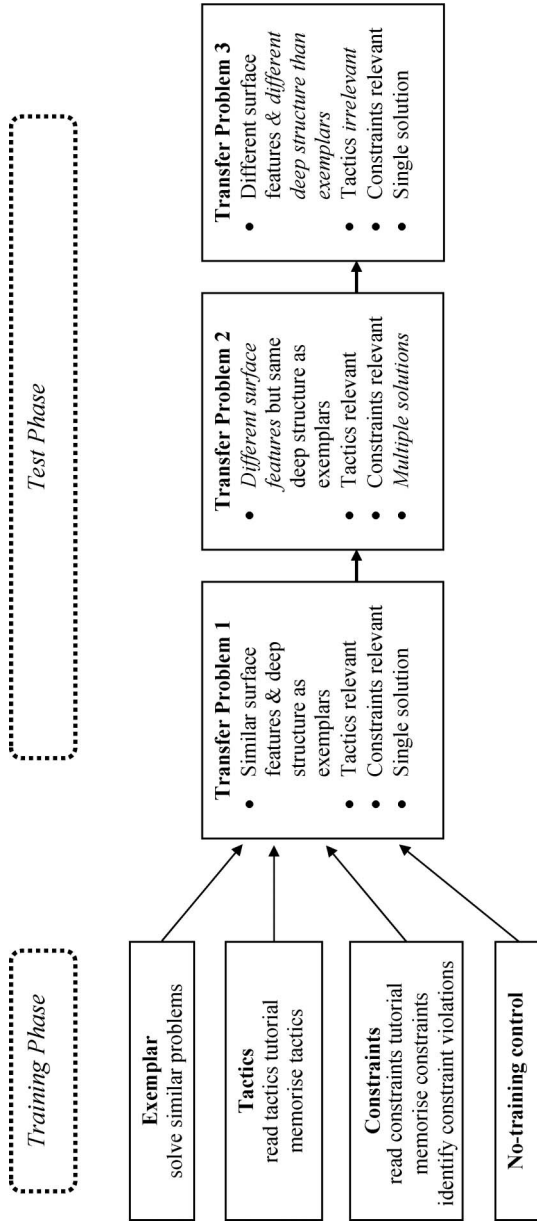 Training Phase
Test Phase
Exemplar
solve similar problems
Tactics
read tactics tutorial
memorise tactics
Constraints
read constraints tutorial
memorise constraints
identify constraint violations
No-training control
Transfer Problem 1
• Similar surface
features & deep
structure as
exemplars
• Tactics relevant
• Constraints relevant
• Single solution
Transfer Problem 2
• Different surface
features but same
deep structure as
exemplars
• Tactics relevant
• Constraints relevant
• Multiple solutions
Transfer Problem 3
• Different surface
features & different
deep structure than
exemplars
• Tactics irrelevant
• Constraints relevant
• Single solution